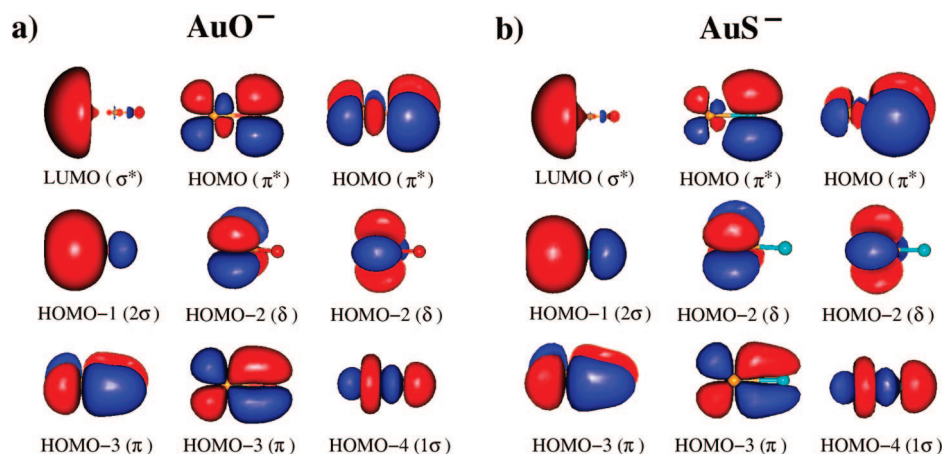 a) AuO⁻
LUMO (σ*) HOMO (π*) HOMO (π*)
HOMO−1 (2σ) HOMO−2 (δ) HOMO−2 (δ)
HOMO−3 (π) HOMO−3 (π) HOMO−4 (1σ)
b) AuS⁻
LUMO (σ*) HOMO (π*) HOMO (π*)
HOMO−1 (2σ) HOMO−2 (δ) HOMO−2 (δ)
HOMO−3 (π) HOMO−3 (π) HOMO−4 (1σ)